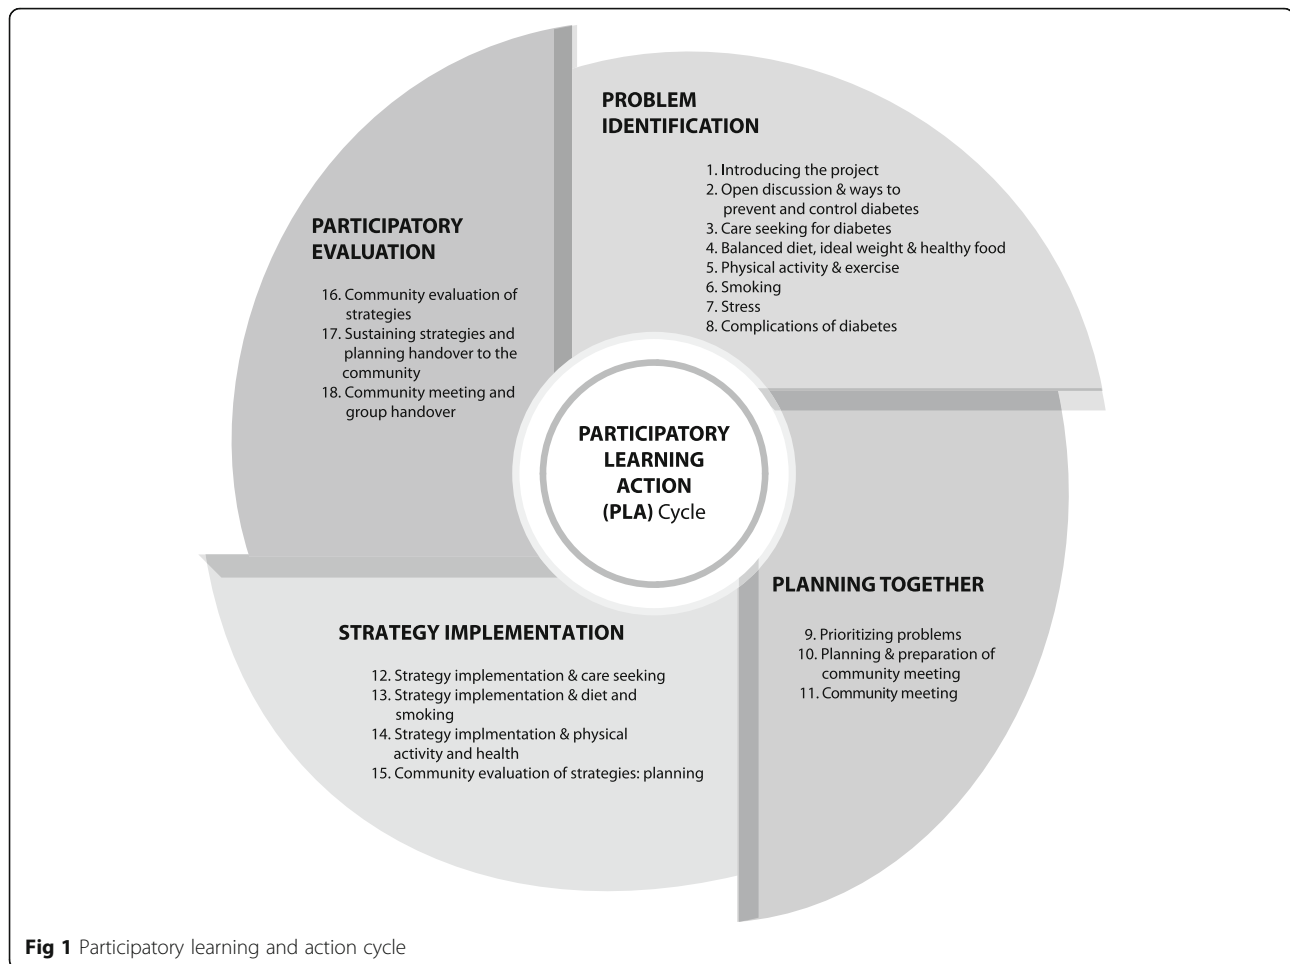 PROBLEM
IDENTIFICATION
1. Introducing the project
2. Open discussion & ways to
prevent and control diabetes
3. Care seeking for diabetes
4. Balanced diet, ideal weight & healthy food
5. Physical activity & exercise
6. Smoking
7. Stress
8. Complications of diabetes
PLANNING TOGETHER
9. Prioritizing problems
10. Planning & preparation of
community meeting
11. Community meeting
STRATEGY IMPLEMENTATION
12. Strategy implementation & care seeking
13. Strategy implementation & diet and
smoking
14. Strategy implmentation & physical
activity and health
15. Community evaluation of strategies: planning
PARTICIPATORY
EVALUATION
16. Community evaluation of
strategies
17. Sustaining strategies and
planning handover to the
community
18. Community meeting and
group handover
PARTICIPATORY
LEARNING
ACTION
(PLA) Cycle
Fig 1 Participatory learning and action cycle